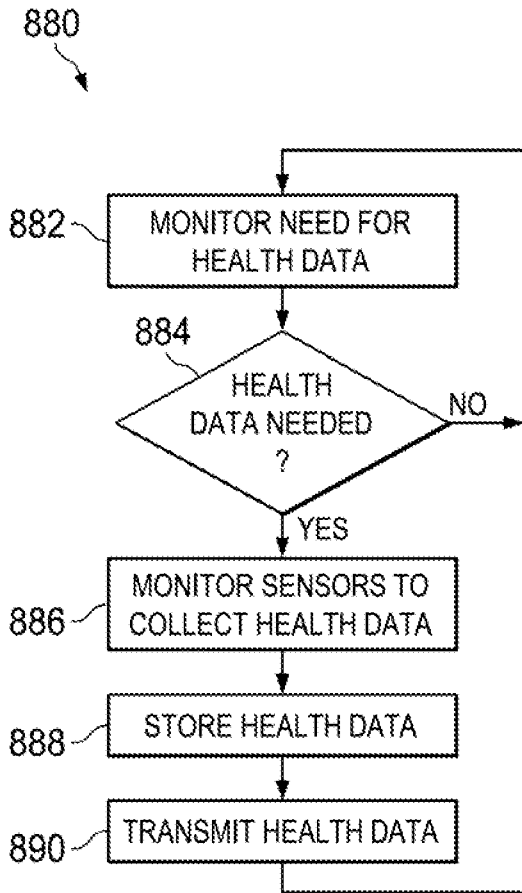 880
882
MONITOR NEED FOR
HEALTH DATA
884
HEALTH
DATA NEEDED
?
NO
YES
886
MONITOR SENSORS TO
COLLECT HEALTH DATA
888
STORE HEALTH DATA
890
TRANSMIT HEALTH DATA